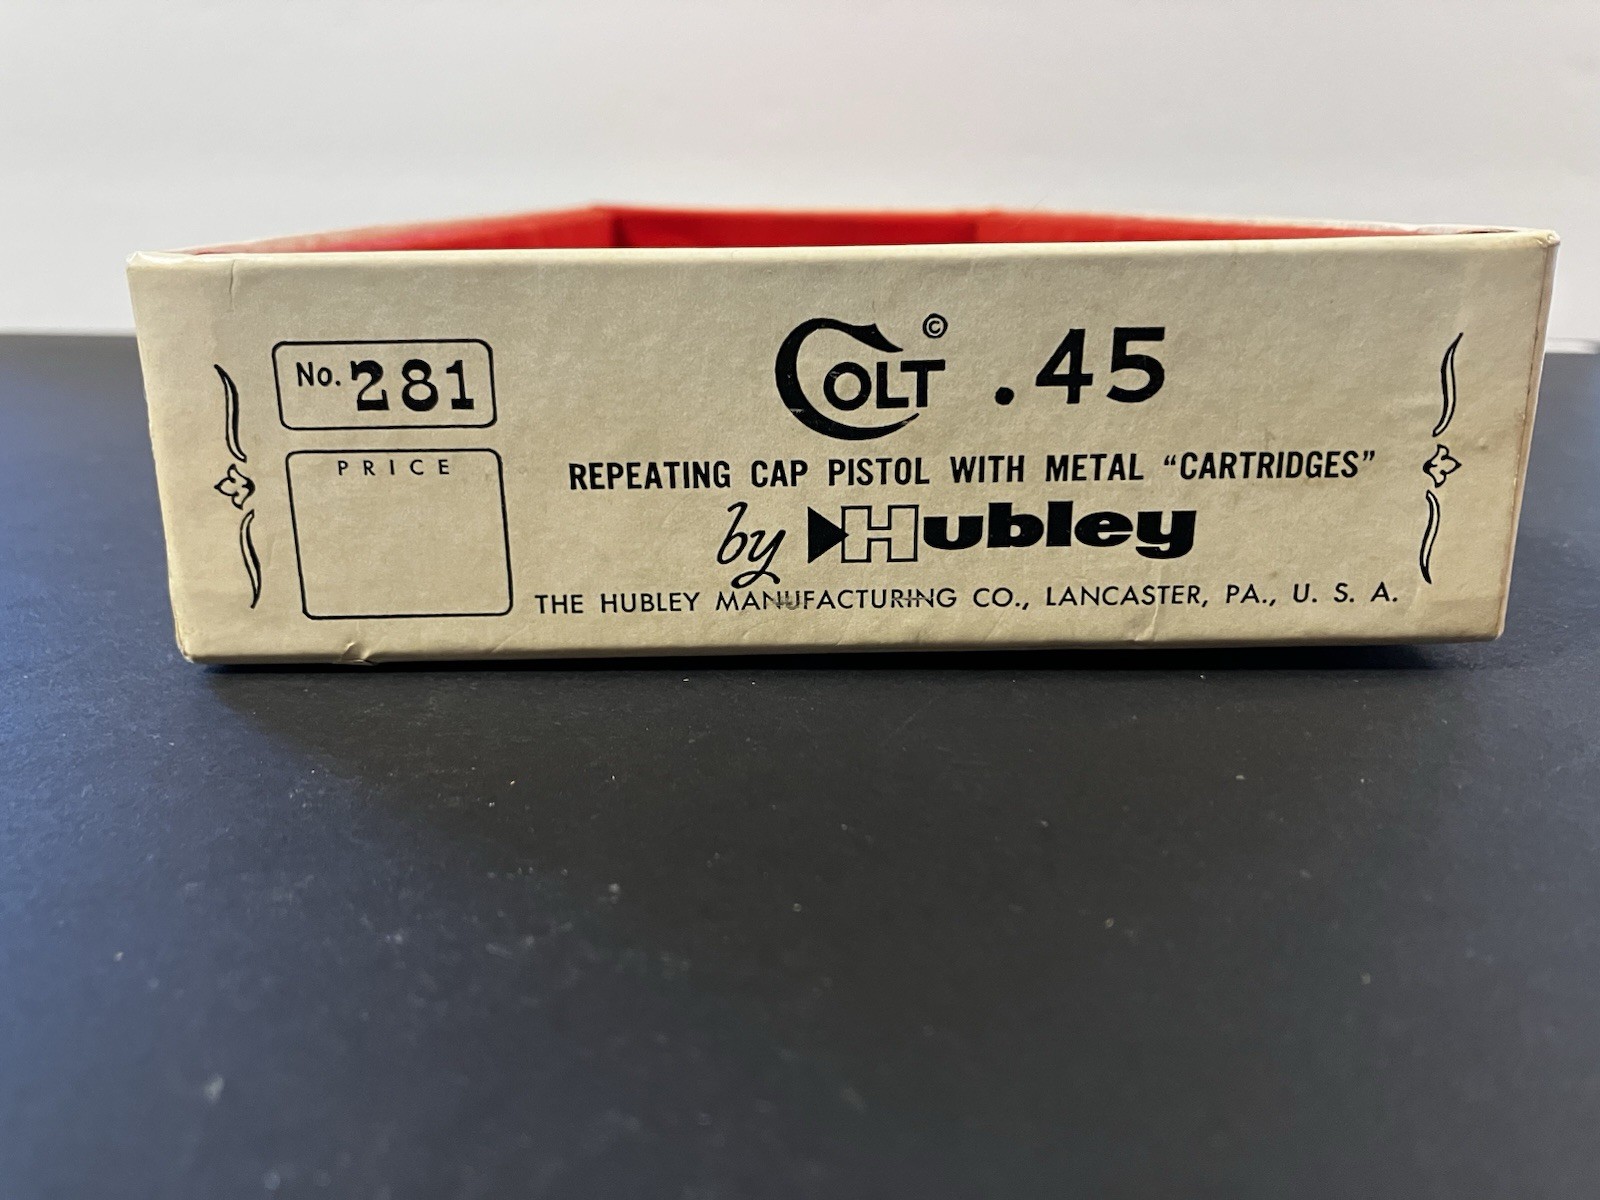 No. 281
PRICE
COLT © .45
REPEATING CAP PISTOL WITH METAL “CARTRIDGES”
by Hubley
THE HUBLEY MANUFACTURING CO., LANCASTER, PA., U. S. A.